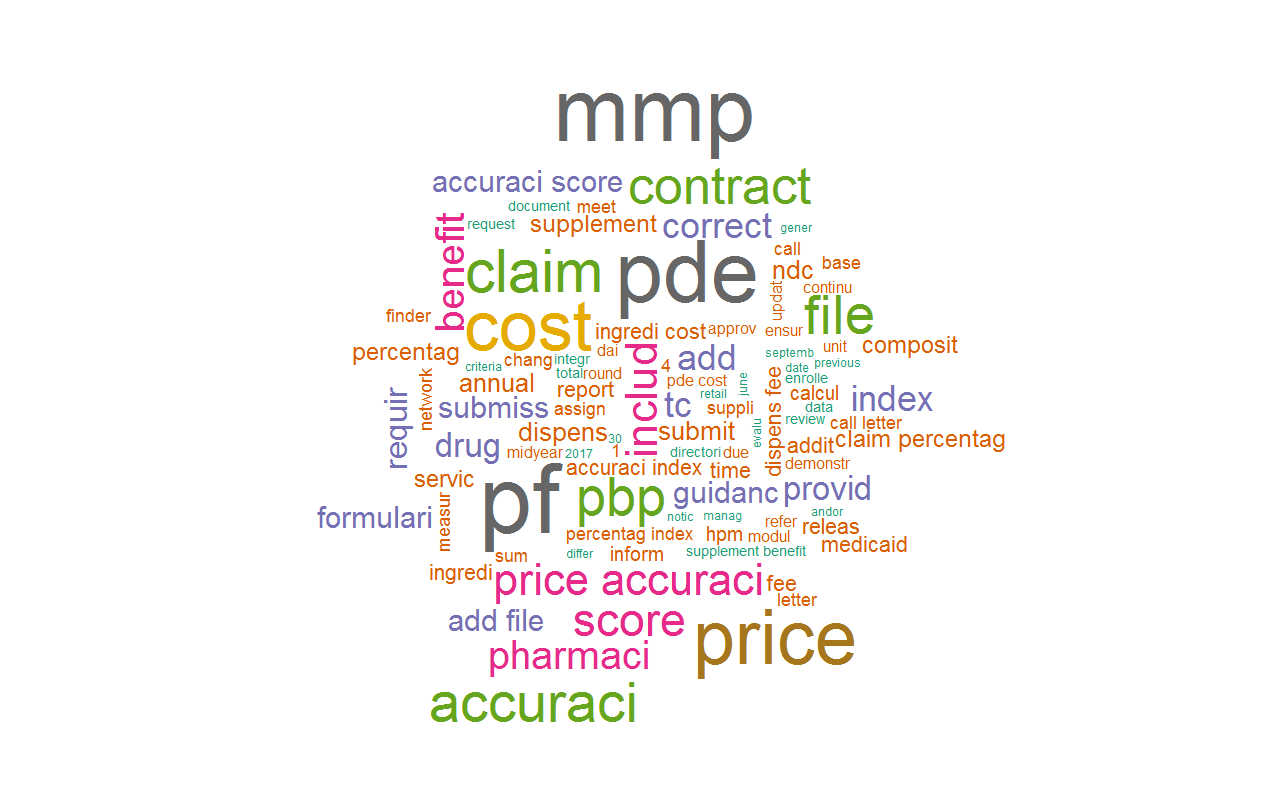 mmp
accuraci score
contract
document
meet
benefit
request
supplement
correct
gener
claim
pde
call
ndc
base
continu
updat
finder
cost
ingredi cost
approv
ensur
file
percentag
chang
integr
dai
includ
add
septemb
unit
composit
criteria
total
round
4
pde cost
june
date
previous
enrolle
network
annual
report
retail
dispens fee
calcul
requir
submiss
assign
tc
suppli
data
index
evalu
review
call letter
drug
dispens
30
submit
addit
claim percentag
midyear
2017
1
directori
due
demonstr
servic
accuraci index
time
measur
pf
pbp
guidanc
provid
formulari
notic
manag
andor
refer
releas
percentag index
hpm
modul
medicaid
sum
differ
inform
supplement benefit
ingredi
price accuraci
fee
letter
add file
score
price
pharmaci
accuraci